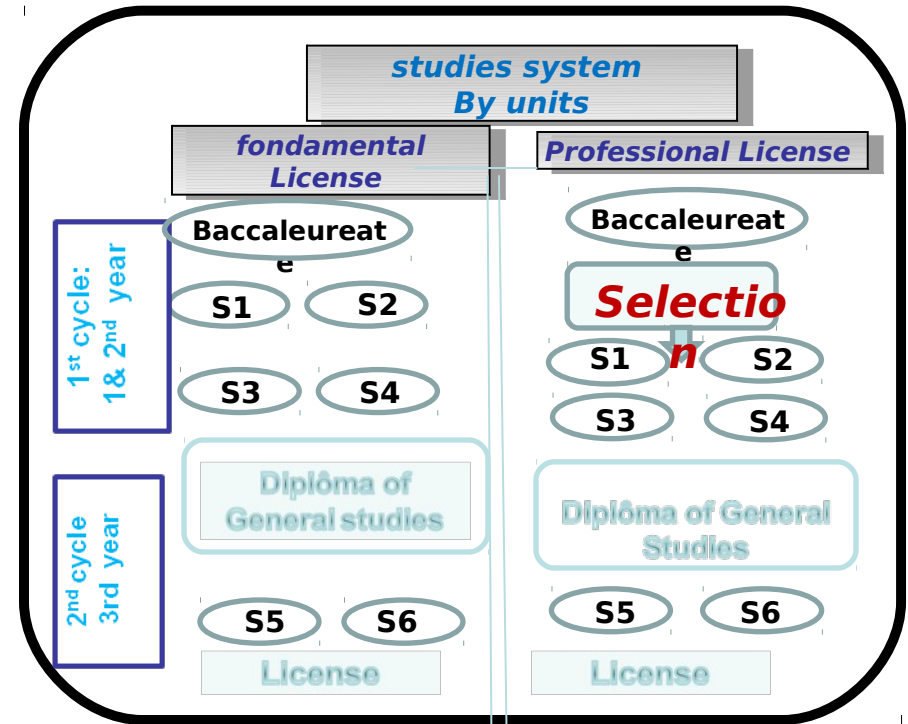 studies system
By units
fondamental
License
Professional License
1st cycle:
1& 2nd year
Baccaleureat
e
S1 S2
S3 S4
Diplôma of
General studies
2nd cycle
3rd year
S5 S6
License
Baccaleureat
e
Selectio
n
S1 S2
S3 S4
Diplôma of General
Studies
S5 S6
License